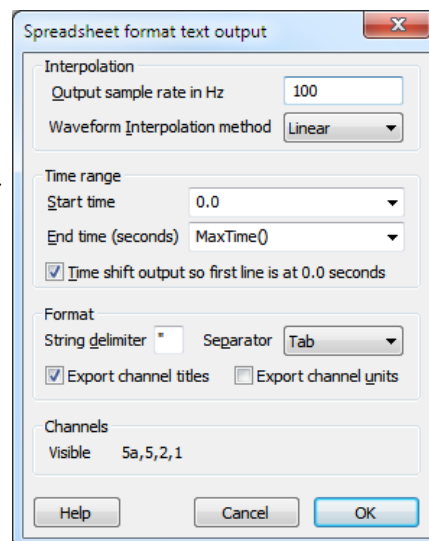 Spreadsheet format text output
Interpolation
Output sample rate in Hz 100
Waveform Interpolation method Linear
Time range
Start time 0.0
End time (seconds) MaxTime()
Time shift output so first line is at 0.0 seconds
Format
String delimiter " Separator Tab
Export channel titles Export channel units
Channels
Visible 5a,5,2,1
Help Cancel OK